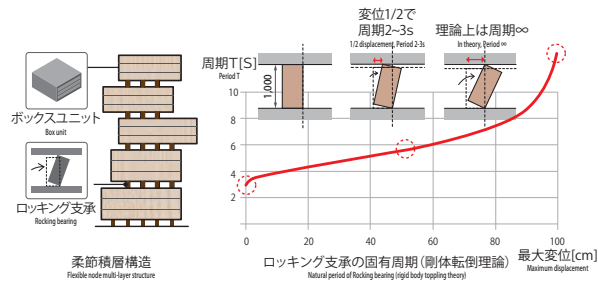 ボックスユニット
Box unit
ロッキング支承
Rocking bearing
柔節積層構造
Flexible node multi-layer structure
周期T[S]
Period T
変位1/2で
周期2~3s
1/2 displacement, Period 2-3s
理論上は周期∞
In theory, Period ∞
1,000
10
8
6
4
2
0
20
40
60
80
100
最大変位[cm]
Maximum displacement
ロッキング支承の固有周期(剛体転倒理論)
Natural period of Rocking bearing (rigid body toppling theory)